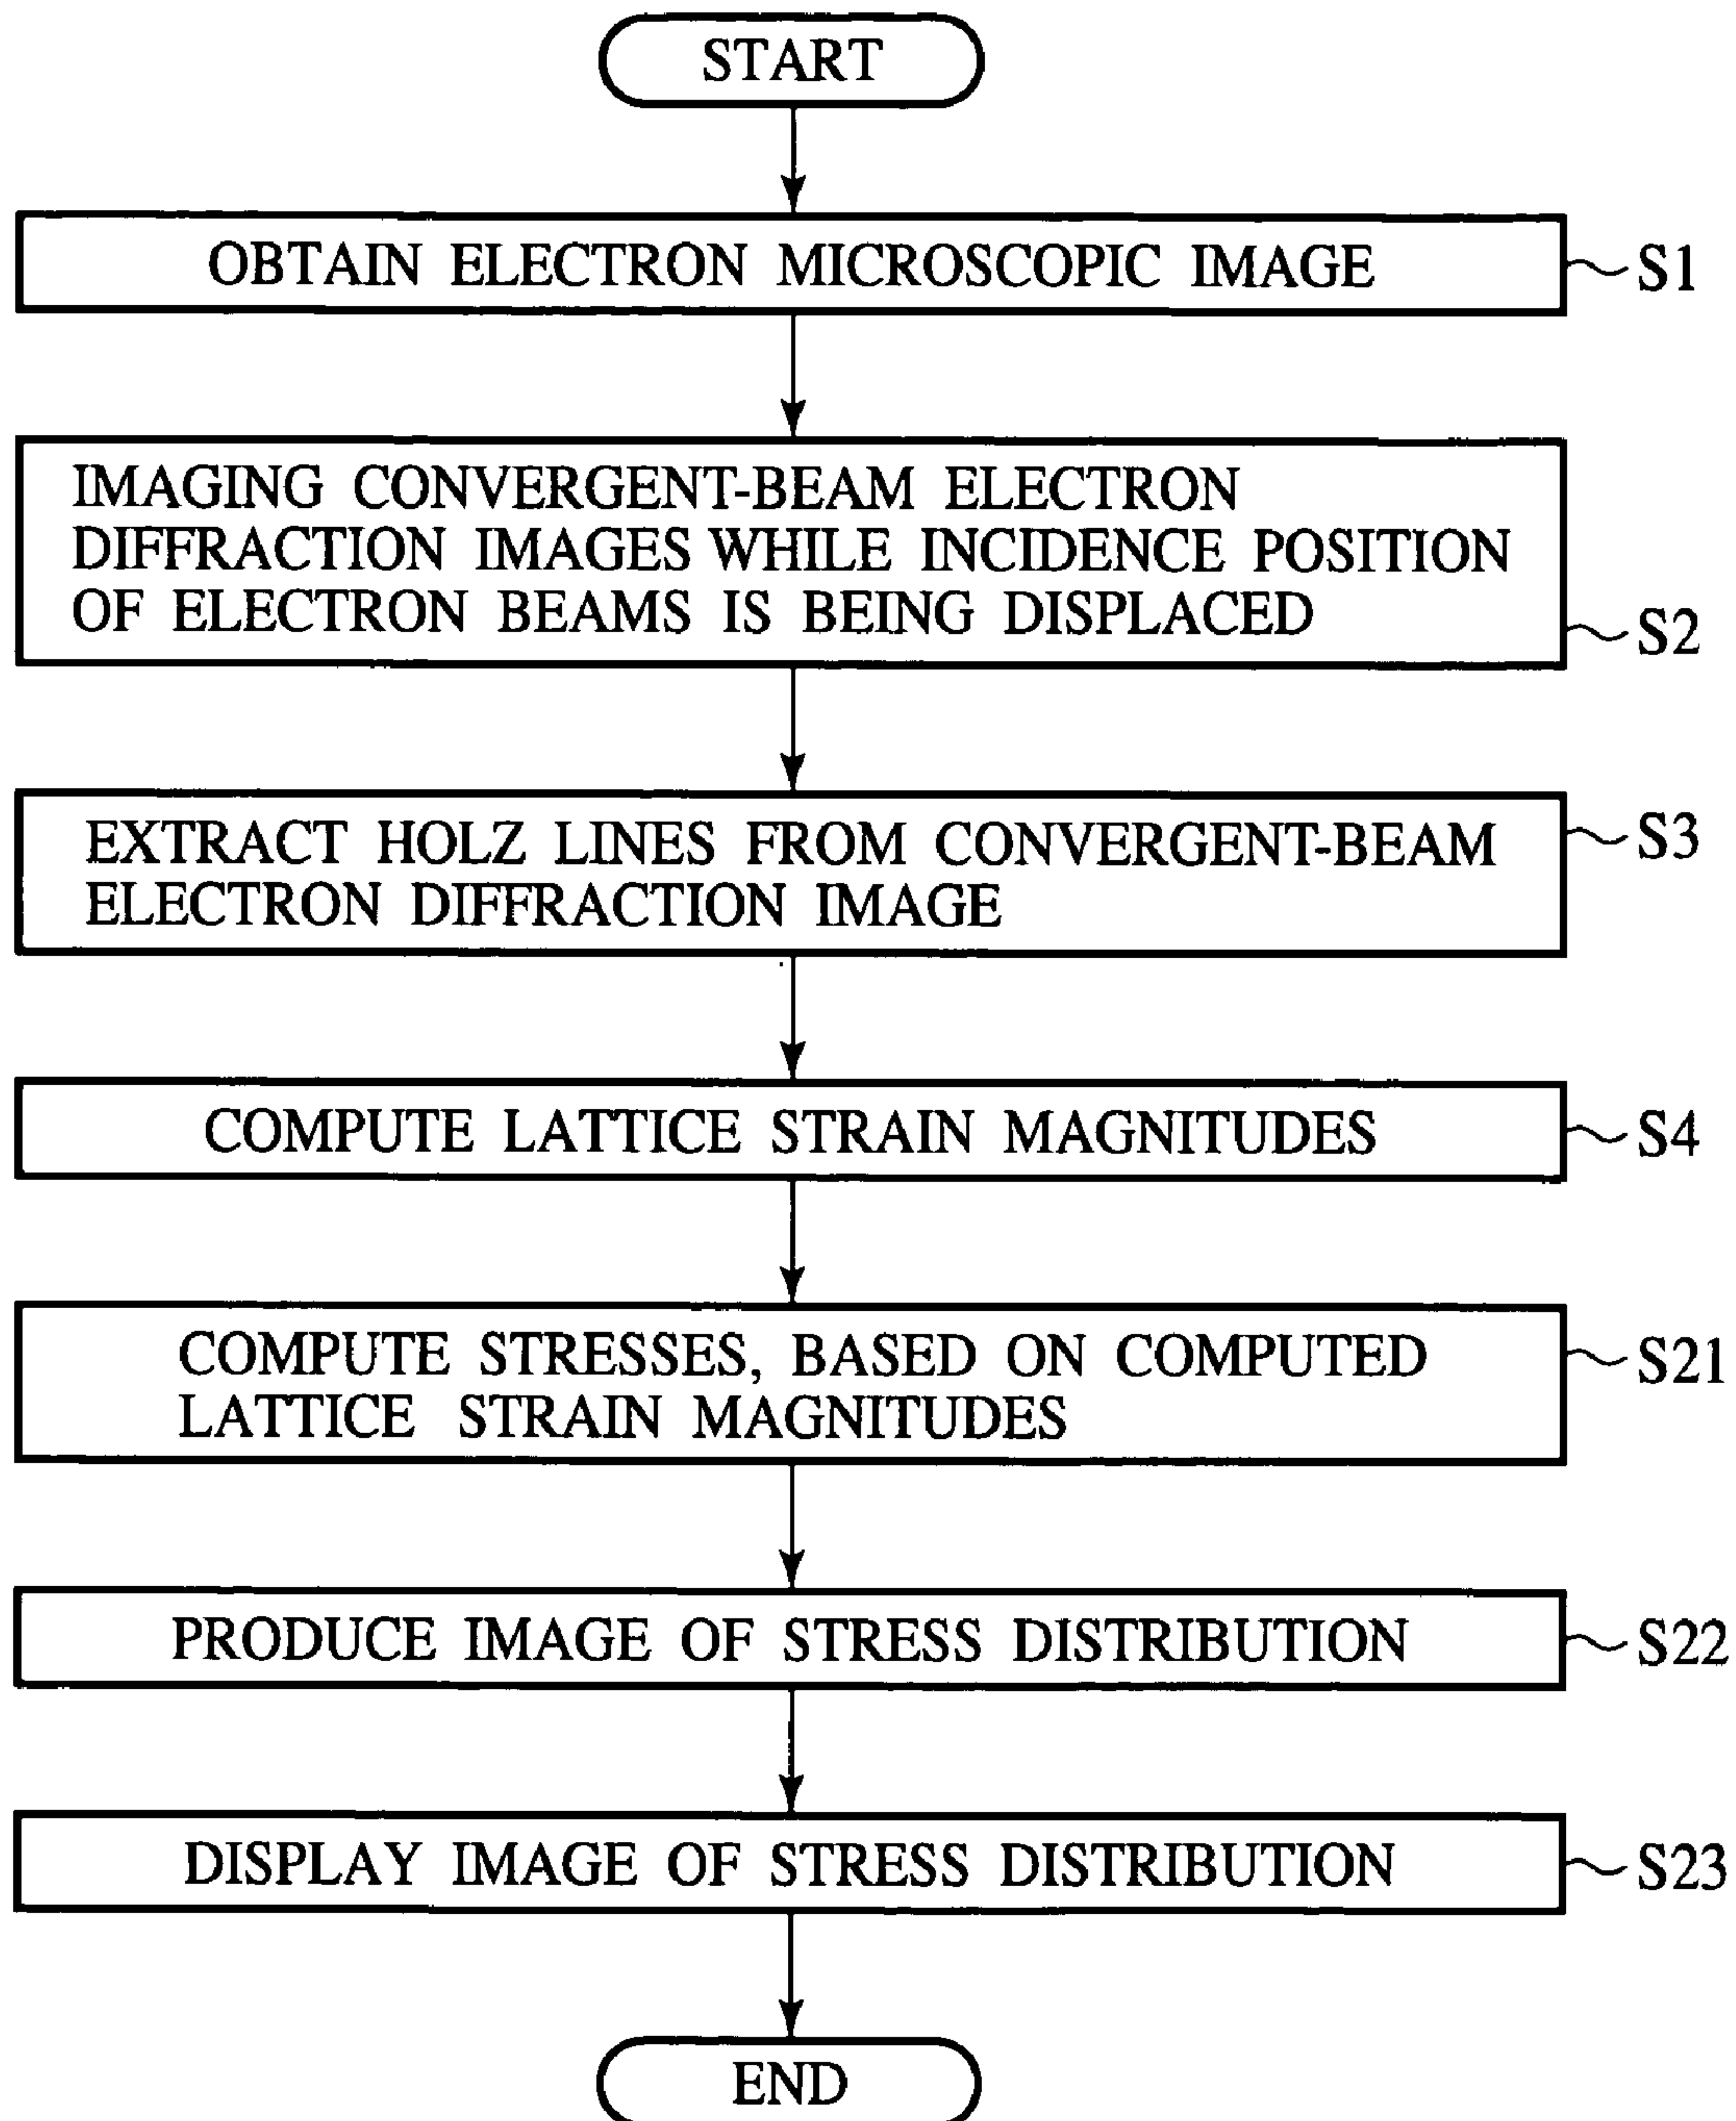 START
OBTAIN ELECTRON MICROSCOPIC IMAGE
S1
IMAGING CONVERGENT-BEAM ELECTRON
DIFFRACTION IMAGES WHILE INCIDENCE POSITION
OF ELECTRON BEAMS IS BEING DISPLACED
S2
EXTRACT HOLZ LINES FROM CONVERGENT-BEAM
ELECTRON DIFFRACTION IMAGE
S3
COMPUTE LATTICE STRAIN MAGNITUDES
S4
COMPUTE STRESSES, BASED ON COMPUTED
LATTICE STRAIN MAGNITUDES
S21
PRODUCE IMAGE OF STRESS DISTRIBUTION
S22
DISPLAY IMAGE OF STRESS DISTRIBUTION
S23
END